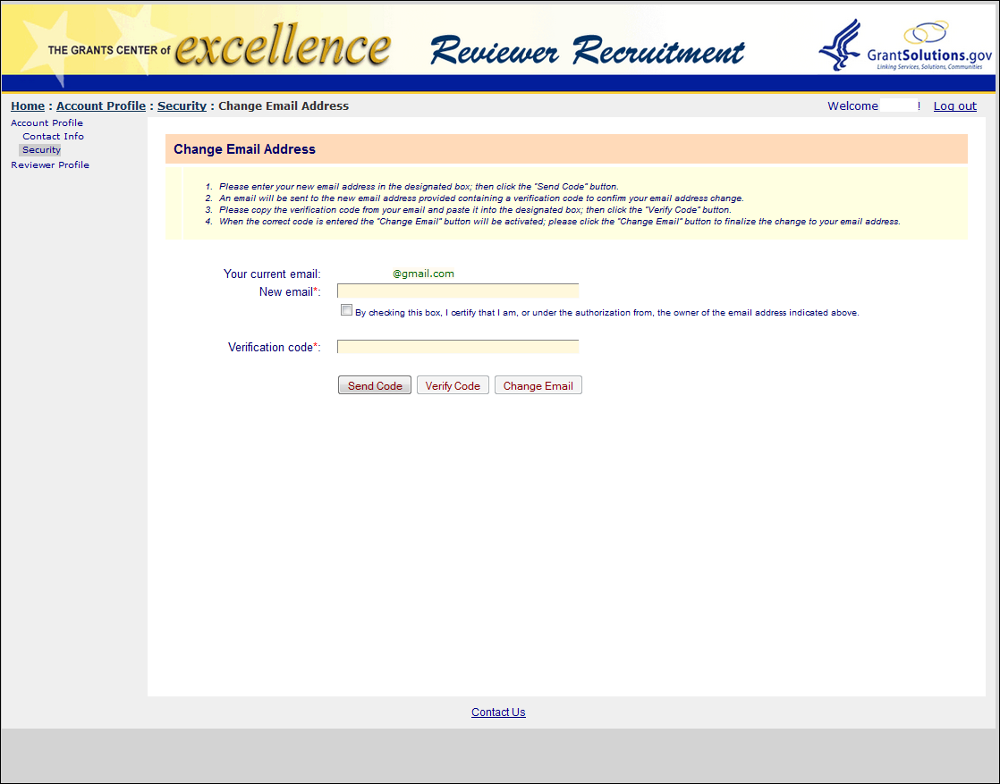 THE GRANTS CENTER of excellence Reviewer Recruitment
GrantSolutions.gov
Linking Services, Solutions, Communities
Home : Account Profile : Security : Change Email Address Welcome ! Log out
Account Profile
Contact Info
Security
Reviewer Profile
Change Email Address
1. Please enter your new email address in the designated box; then click the "Send Code" button.
2. An email will be sent to the new email address provided containing a verification code to confirm your email address change.
3. Please copy the verification code from your email and paste it into the designated box; then click the "Verify Code" button.
4. When the correct code is entered the "Change Email" button will be activated; please click the "Change Email" button to finalize the change to your email address.
Your current email: @gmail.com
New email*:
By checking this box, I certify that I am, or under the authorization from, the owner of the email address indicated above.
Verification code*:
Send Code Verify Code Change Email
Contact Us